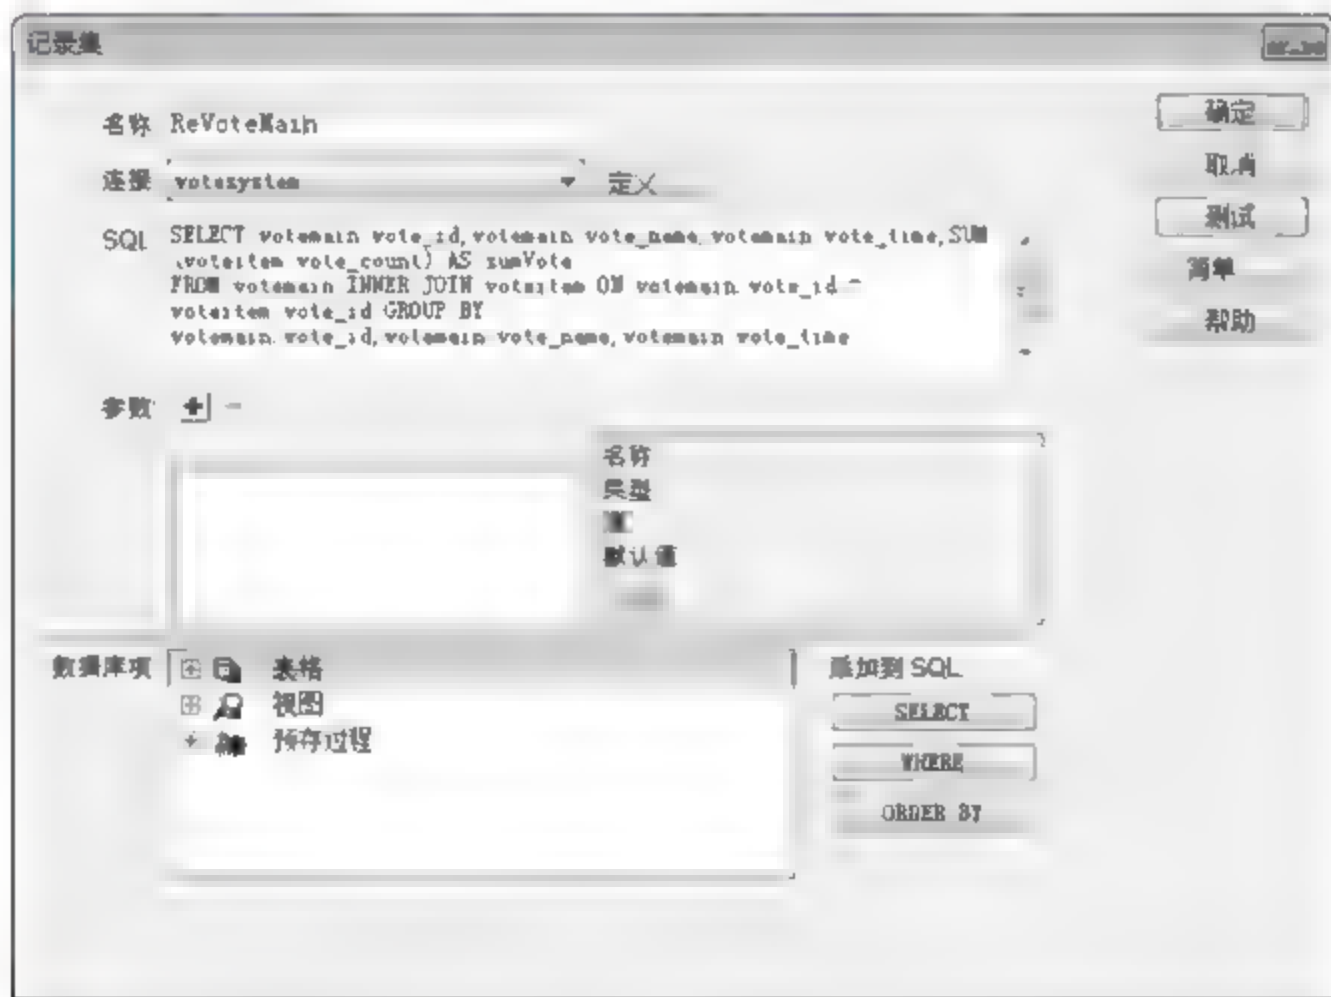 记录集
名称 ReVoteMain
确定
连接 votesystem 定义
取消
测试
SQL SELECT votemain vote_id, votemain vote_name, votemain vote_time, SUM
(voteitem vote_count) AS sumVote
FROM votemain INNER JOIN voteitem ON votemain vote_id =
voteitem vote_id GROUP BY
votemain vote_id, votemain vote_name, votemain vote_time
简单
帮助
参数 + -
名称
类型
默认值
数据库项 表格
视图
预存过程
添加到 SQL
SELECT
WHERE
ORDER BY